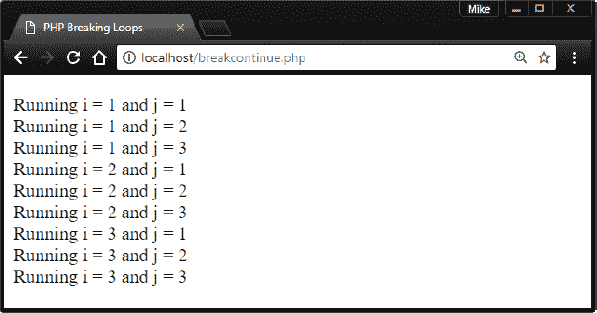 Mike
PHP Breaking Loops
localhost/breakcontinue.php
Running i = 1 and j = 1
Running i = 1 and j = 2
Running i = 1 and j = 3
Running i = 2 and j = 1
Running i = 2 and j = 2
Running i = 2 and j = 3
Running i = 3 and j = 1
Running i = 3 and j = 2
Running i = 3 and j = 3